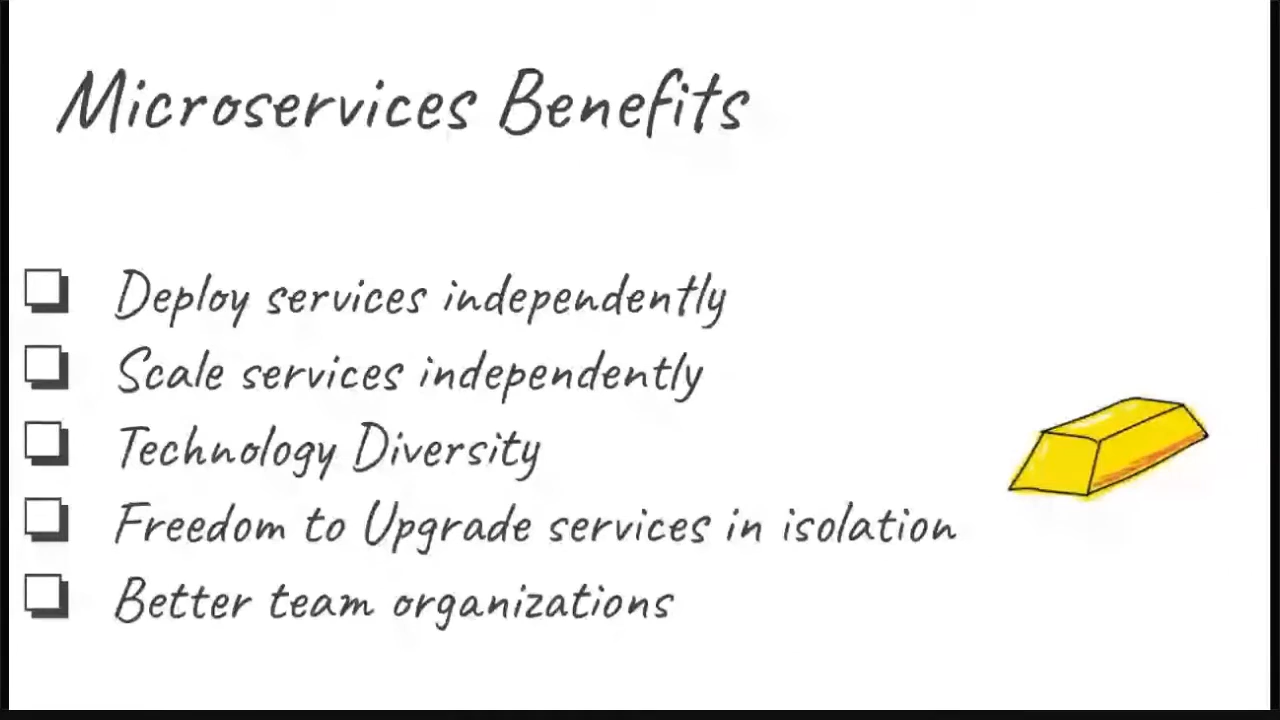 Microservices Benefits
Deploy services independently
Scale services independently
Technology Diversity
Freedom to Upgrade services in isolation
Better team organizations